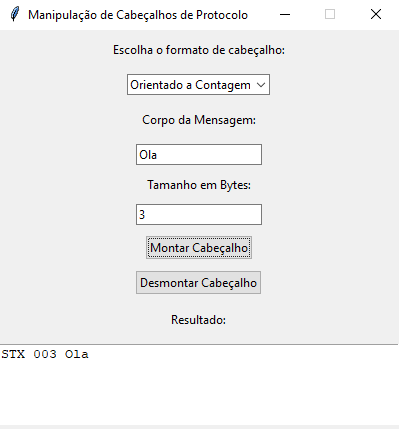 Manipulação de Cabeçalhos de Protocolo
Escolha o formato de cabeçalho:
Orientado a Contagem
Corpo da Mensagem:
Ola
Tamanho em Bytes:
3
Montar Cabeçalho
Desmontar Cabeçalho
Resultado:
STX 003 Ola